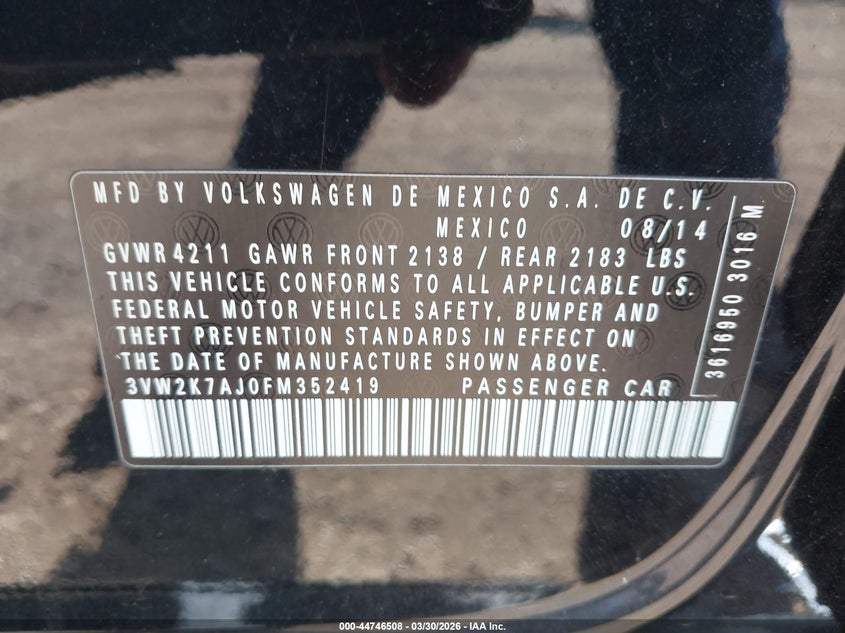 MFD BY VOLKSWAGEN DE MEXICO S.A. DE C.V.
MEXICO 08/14
GVWR 4211 GAWR FRONT 2138 / REAR 2183 LBS
THIS VEHICLE CONFORMS TO ALL APPLICABLE U.S.
FEDERAL MOTOR VEHICLE SAFETY, BUMPER AND
THEFT PREVENTION STANDARDS IN EFFECT ON
THE DATE OF MANUFACTURE SHOWN ABOVE.
3VW2K7AJ0FM352419 PASSENGER CAR
3616950 3016 M
000-44746508 - 03/30/2026 - IAA Inc.